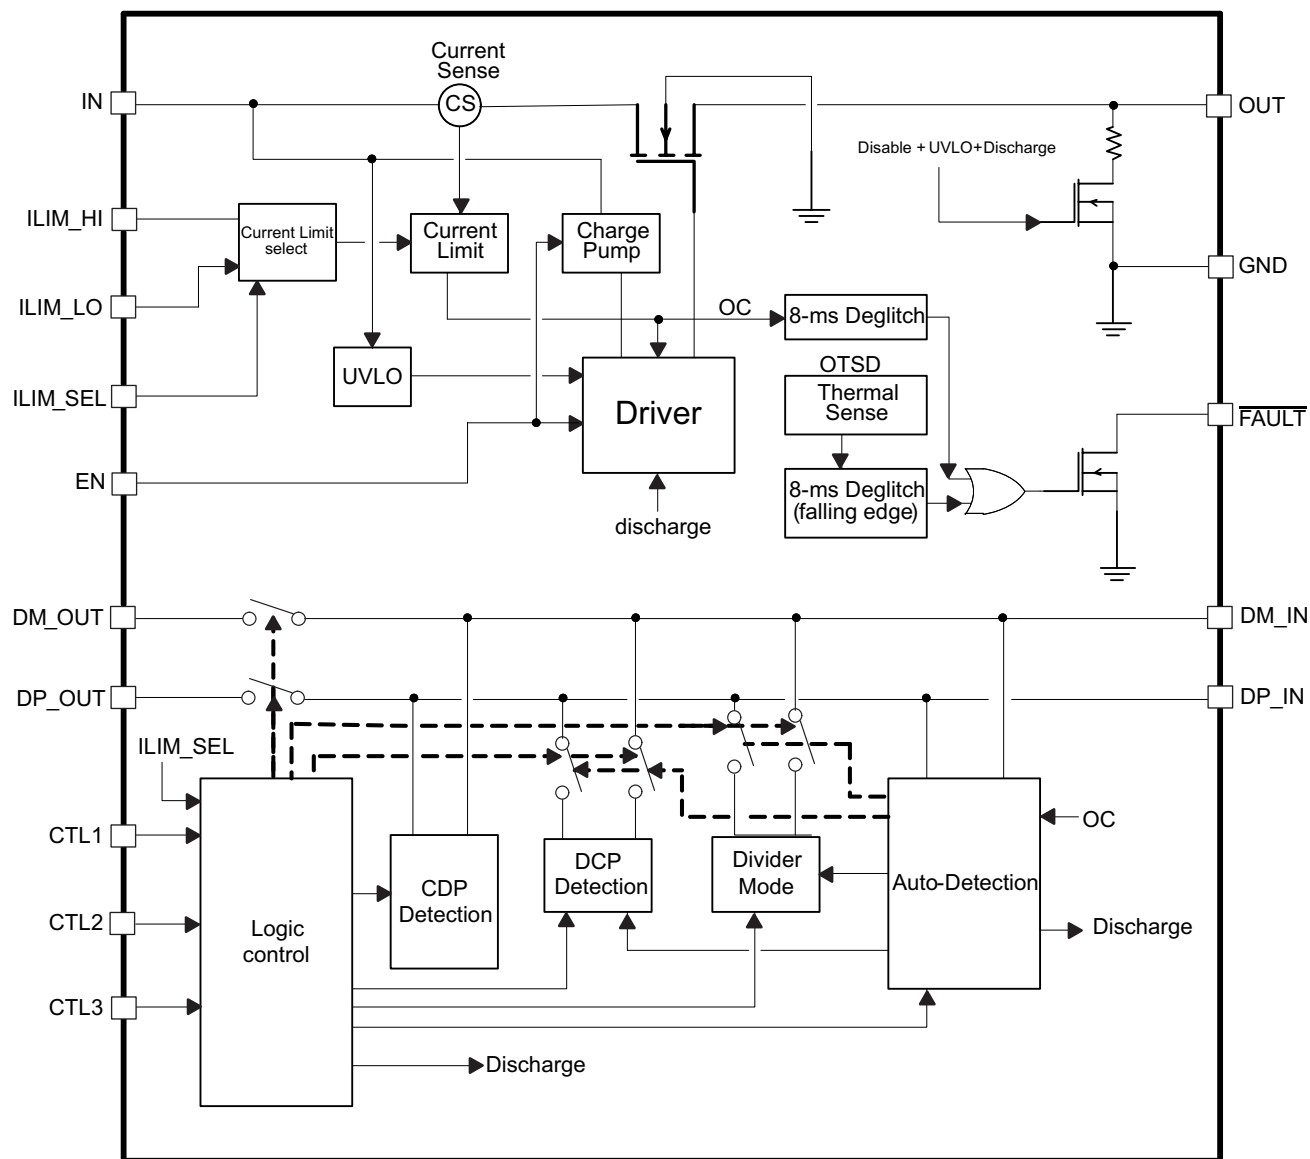 Current
Sense
IN
CS
OUT
Disable + UVLO+Discharge
ILIM_HI
Current Limit
select
Current
Limit
Charge
Pump
GND
ILIM_LO
OC
8-ms Deglitch
UVLO
OTSD
Thermal
Sense
ILIM_SEL
Driver
FAULT
EN
8-ms Deglitch
(falling edge)
discharge
DM_OUT
DM_IN
DP_OUT
DP_IN
ILIM_SEL
CTL1
OC
DCP
Detection
Divider
Mode
Auto-Detection
CDP
Detection
CTL2
Logic
control
Discharge
CTL3
Discharge